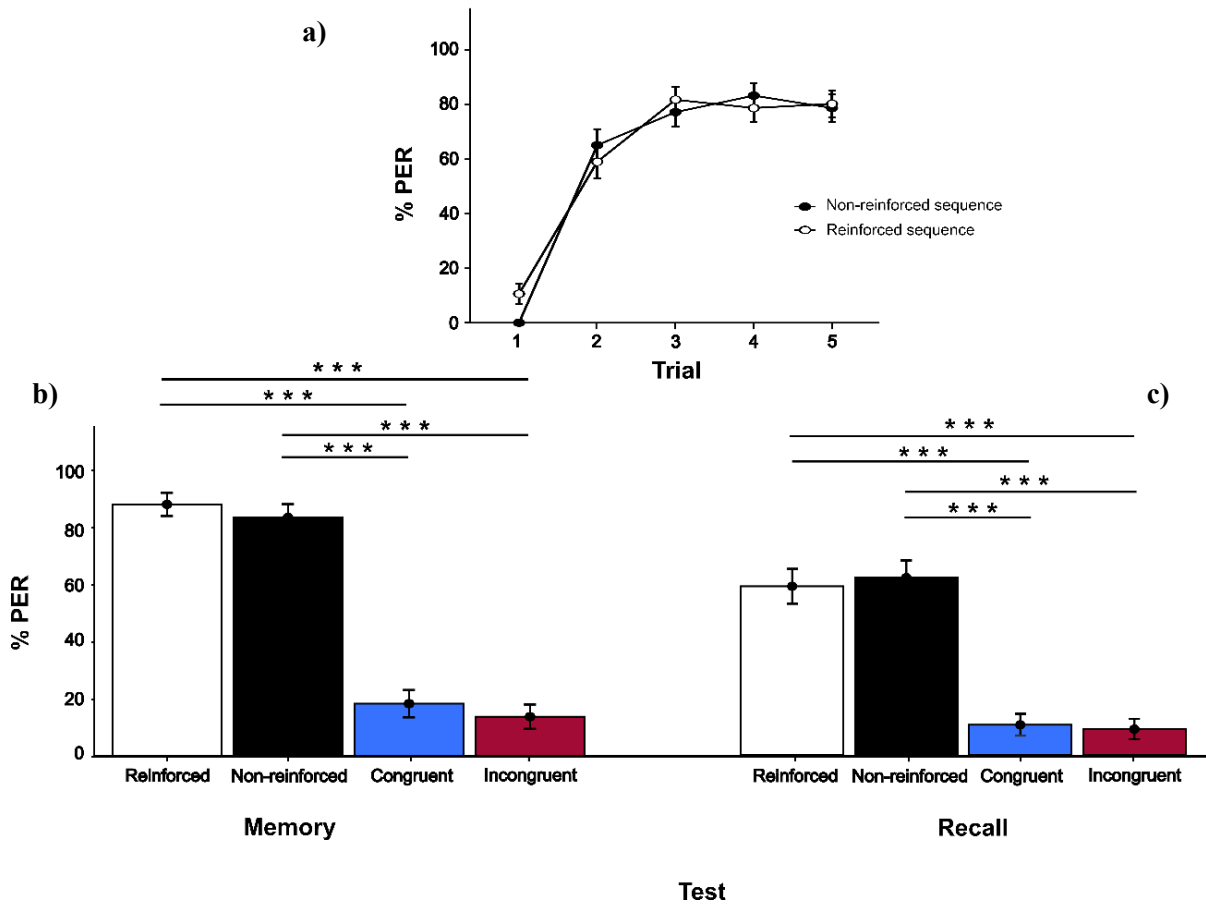 a)
100
80
60
40
20
0
% PER
Non-reinforced sequence
Reinforced sequence
1 2 3 4 5
Trial
b)
* * *
* * *
* * *
* * *
100
80
60
40
20
0
% PER
Reinforced Non-reinforced Congruent Incongruent
Memory
c)
* * *
* * *
* * *
* * *
Reinforced Non-reinforced Congruent Incongruent
Recall
Test